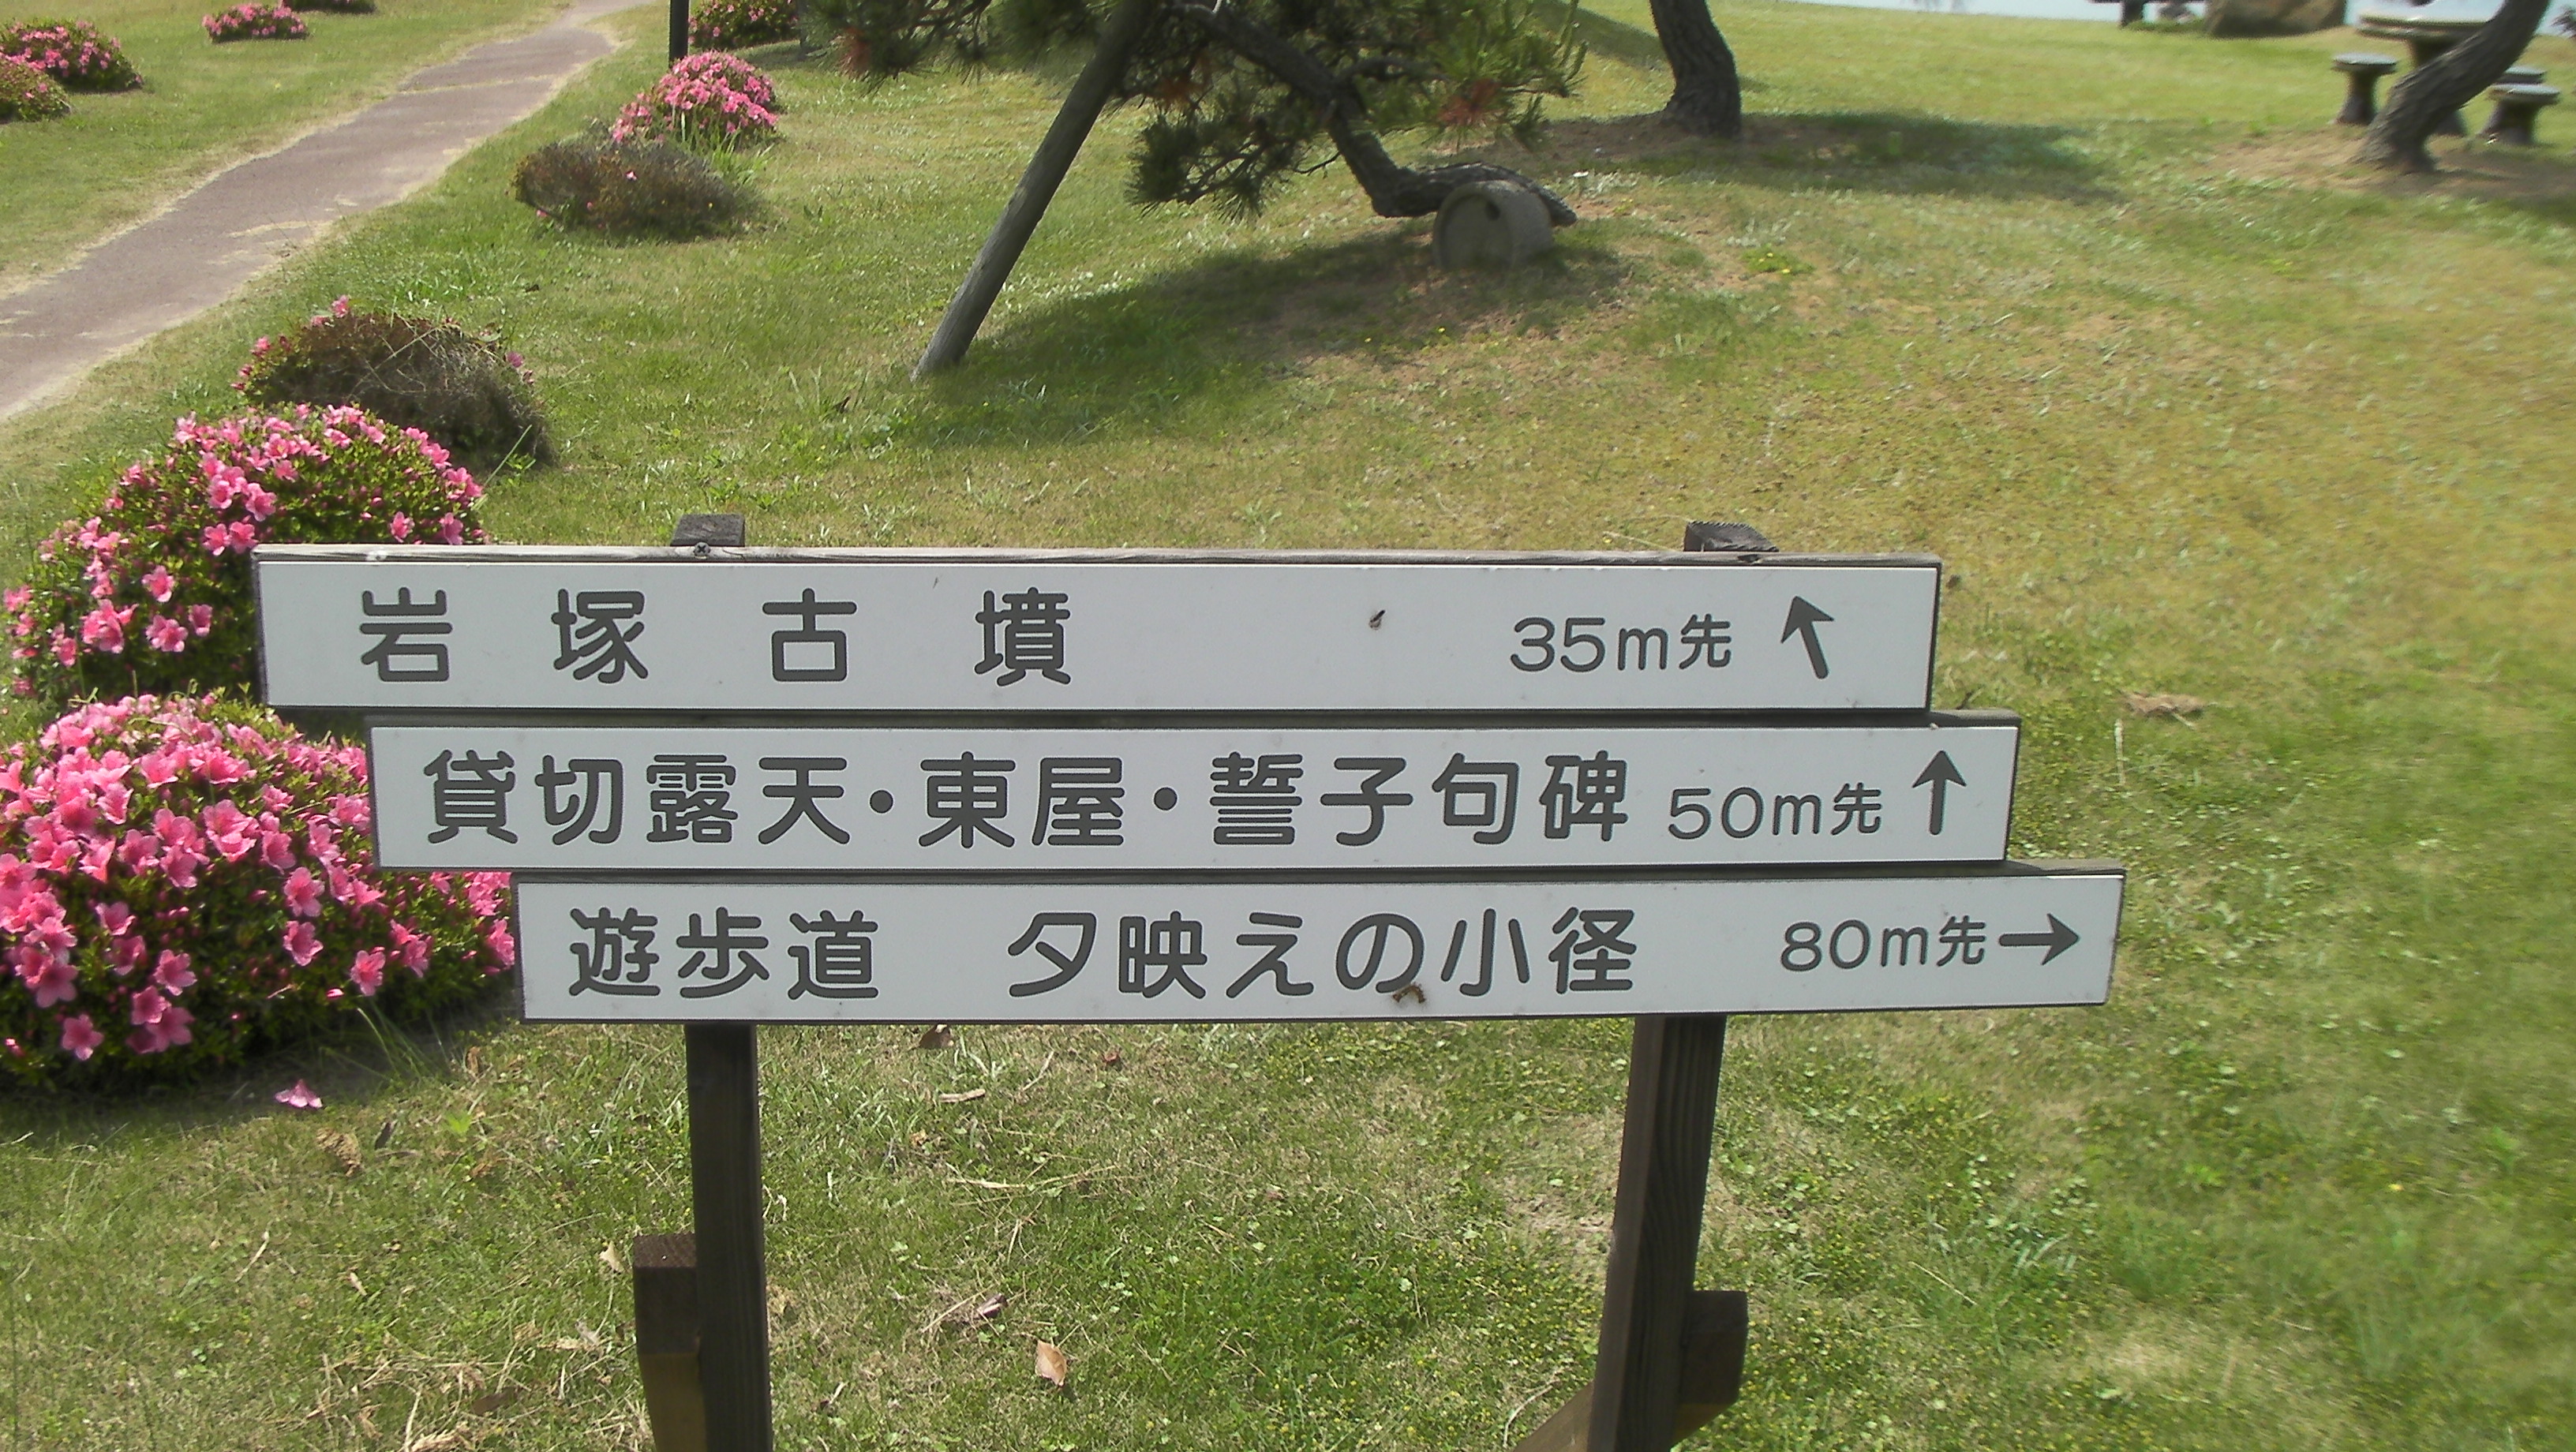 岩塚古墳 35m先 ↖
貸切露天・東屋・誓子句碑 50m先 ↑
遊歩道 夕映えの小径 80m先 →